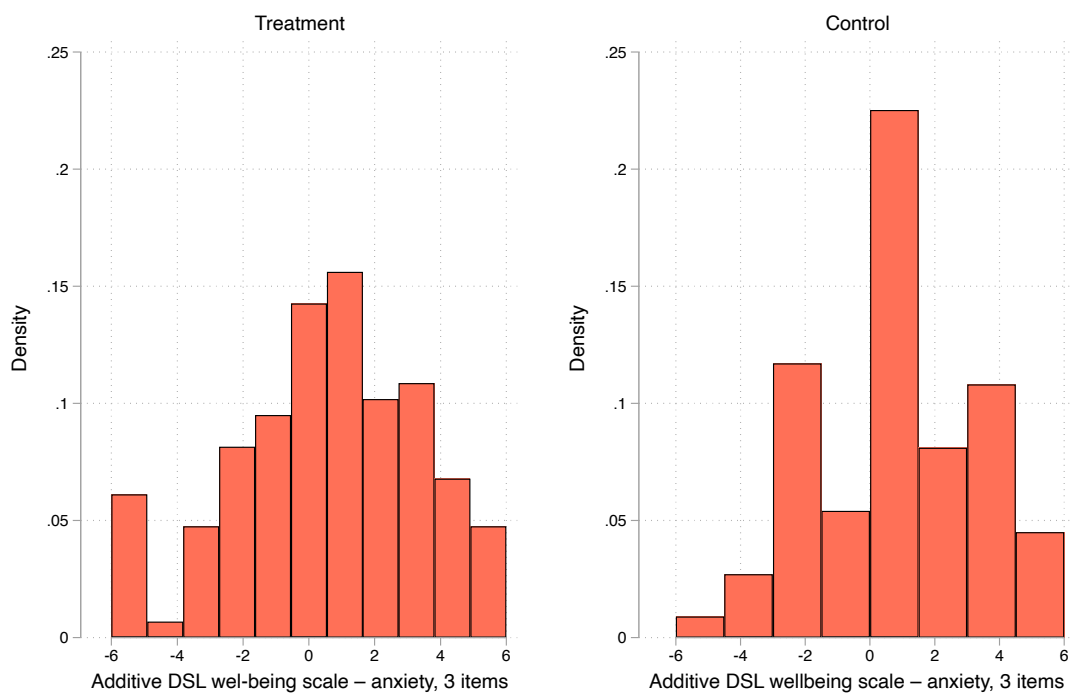 Treatment
.25
.2
.15
.1
.05
0
Density
-6 -4 -2 0 2 4 6
Additive DSL wel-being scale – anxiety, 3 items
Control
.25
.2
.15
.1
.05
0
Density
-6 -4 -2 0 2 4 6
Additive DSL wellbeing scale – anxiety, 3 items